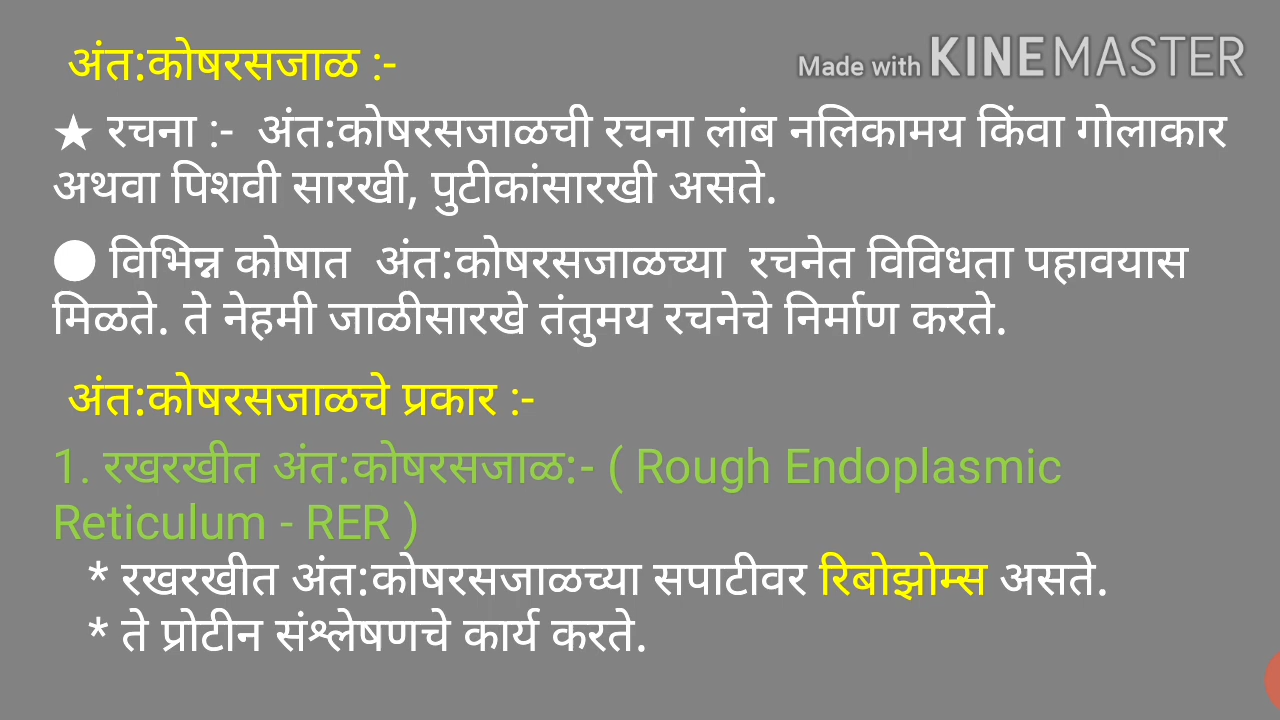 अंत:कोषरसजाळ :-
Made with KINEMASTER
★ रचना :- अंत:कोषरसजाळची रचना लांब नलिकामय किंवा गोलाकार
अथवा पिशवी सारखी, पुटीकांसारखी असते.
● विभिन्न कोषात अंत:कोषरसजाळच्या रचनेत विविधता पहावयास
मिळते. ते नेहमी जाळीसारखे तंतुमय रचनेचे निर्माण करते.
अंत:कोषरसजाळचे प्रकार :-
1. रखरखीत अंत:कोषरसजाळ:- ( Rough Endoplasmic
Reticulum - RER )
* रखरखीत अंत:कोषरसजाळच्या सपाटीवर रिबोझोम्स असते.
* ते प्रोटीन संश्लेषणचे कार्य करते.